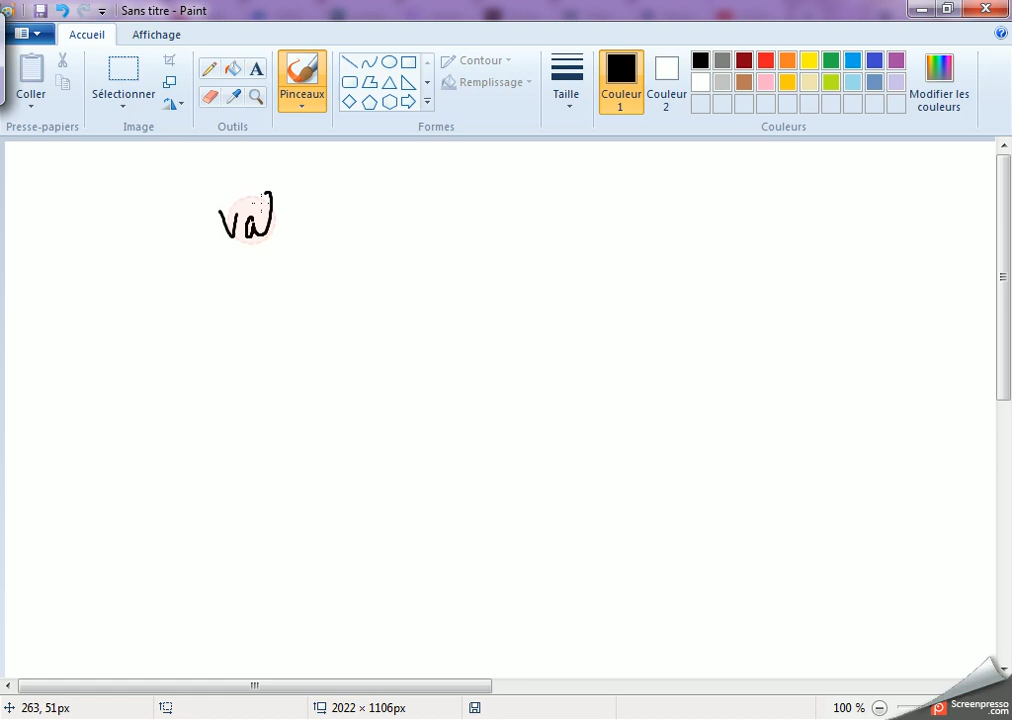 Sans titre - Paint
Accueil
Affichage
Coller
Sélectionner
Pinceaux
Contour
Remplissage
Taille
Couleur 1
Couleur 2
Modifier les couleurs
Presse-papiers
Image
Outils
Formes
Couleurs
val
263, 51px
2022 × 1106px
100 %
Screenpresso.com